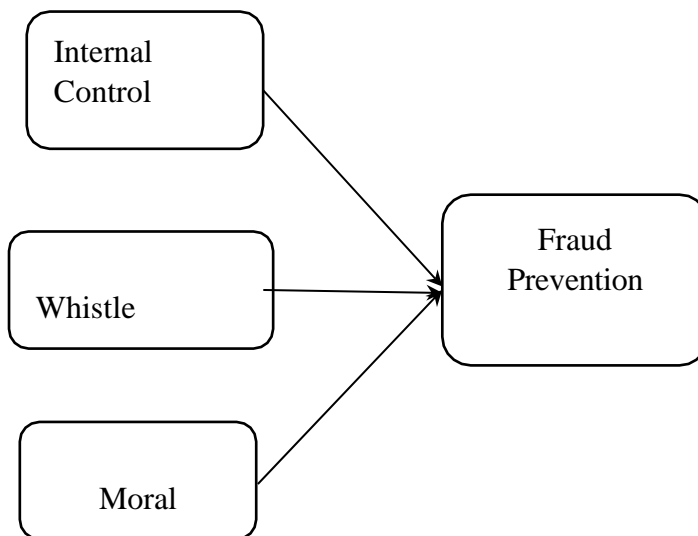 Internal
Control
Fraud
Prevention
Whistle
Moral